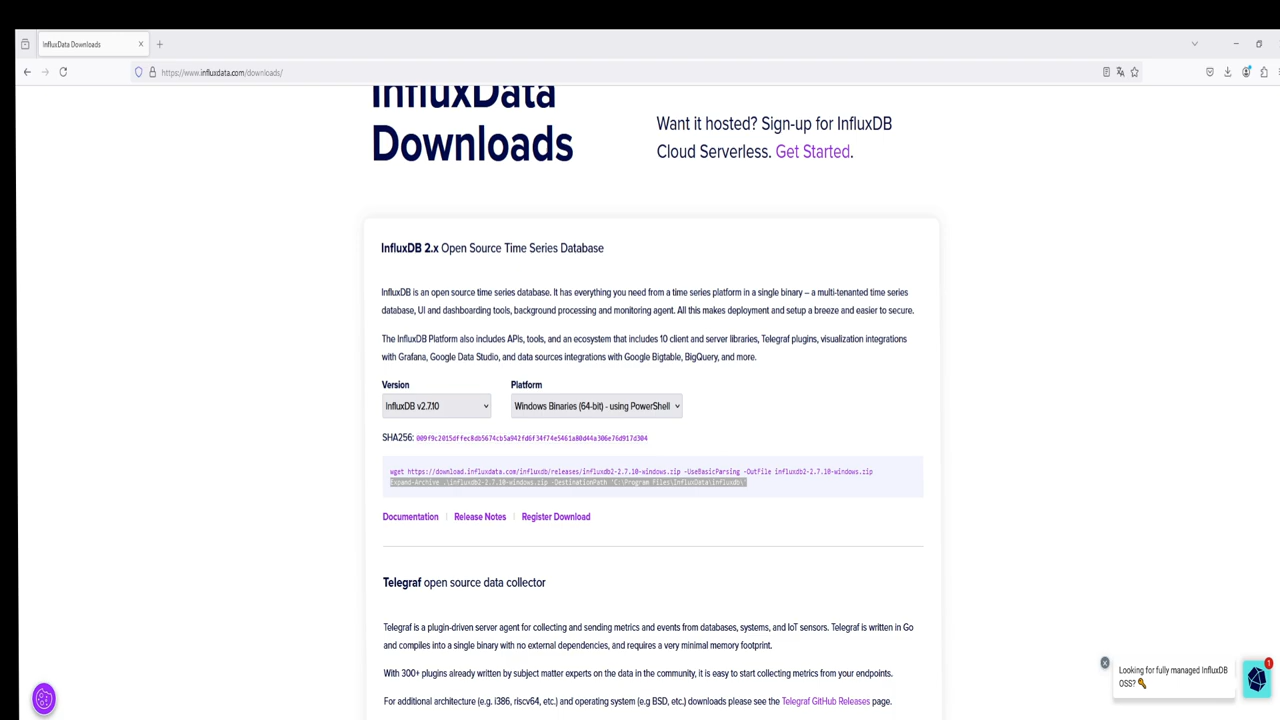 InfluxData Downloads
https://www.influxdata.com/downloads/
InfluxData
Downloads
Want it hosted? Sign-up for InfluxDB
Cloud Serverless. Get Started.
InfluxDB 2.x Open Source Time Series Database
InfluxDB is an open source time series database. It has everything you need from a time series platform in a single binary – a multi-tenanted time series
database, UI and dashboarding tools, background processing and monitoring agent. All this makes deployment and setup a breeze and easier to secure.
The InfluxDB Platform also includes APIs, tools, and an ecosystem that includes 10 client and server libraries, Telegraf plugins, visualization integrations
with Grafana, Google Data Studio, and data sources integrations with Google Bigtable, BigQuery, and more.
Version
Platform
InfluxDB v2.7.10
Windows Binaries (64-bit) - using PowerShell
SHA256: 009f9c2015dffec8db5674cb5a942fd6f34f74e5461a80d44a306e76d917d304
wget https://download.influxdata.com/influxdb/releases/influxdb2-2.7.10-windows.zip -UseBasicParsing -OutFile influxdb2-2.7.10-windows.zip
Expand-Archive .\influxdb2-2.7.10-windows.zip -DestinationPath 'C:\Program Files\InfluxData\influxdb\'
Documentation
Release Notes
Register Download
Telegraf open source data collector
Telegraf is a plugin-driven server agent for collecting and sending metrics and events from databases, systems, and IoT sensors. Telegraf is written in Go
and compiles into a single binary with no external dependencies, and requires a very minimal memory footprint.
With 300+ plugins already written by subject matter experts on the data in the community, it is easy to start collecting metrics from your endpoints.
For additional architecture (e.g. i386, riscv64, etc.) and operating system (e.g BSD, etc.) downloads please see the Telegraf GitHub Releases page.
Looking for fully managed InfluxDB
OSS? 🔑
1